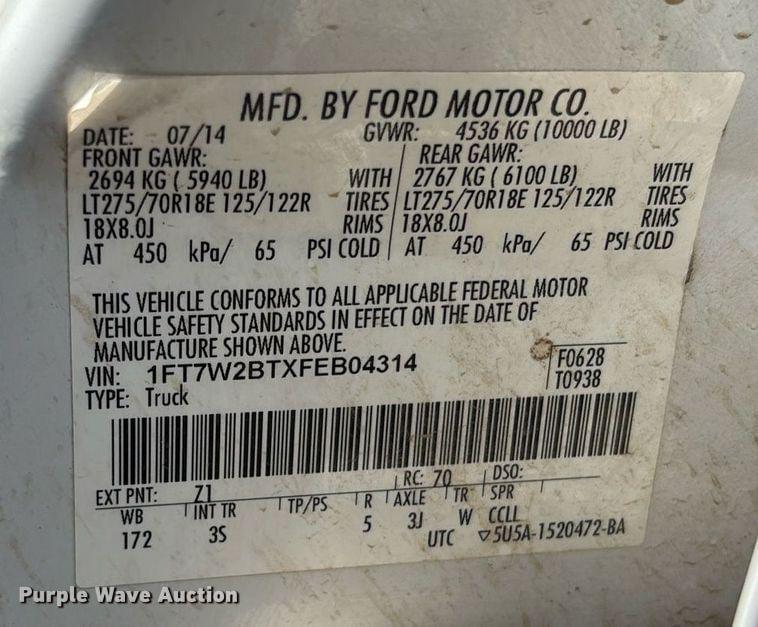 MFD. BY FORD MOTOR CO.
DATE: 07/14 GVWR: 4536 KG (10000 LB)
FRONT GAWR: REAR GAWR:
2694 KG ( 5940 LB) WITH 2767 KG ( 6100 LB) WITH
LT275/70R18E 125/122R TIRES LT275/70R18E 125/122R TIRES
18X8.0J RIMS 18X8.0J RIMS
AT 450 kPa/ 65 PSI COLD AT 450 kPa/ 65 PSI COLD
THIS VEHICLE CONFORMS TO ALL APPLICABLE FEDERAL MOTOR
VEHICLE SAFETY STANDARDS IN EFFECT ON THE DATE OF
MANUFACTURE SHOWN ABOVE.
VIN: 1FT7W2BTXFEB04314 F0628
TYPE: Truck T0938
EXT PNT: Z1 RC: 70 DSO:
WB INT TR TP/PS R AXLE TR SPR
172 3S 5 3J W CCLL
UTC ▽5U5A-1520472-BA
Purple Wave Auction